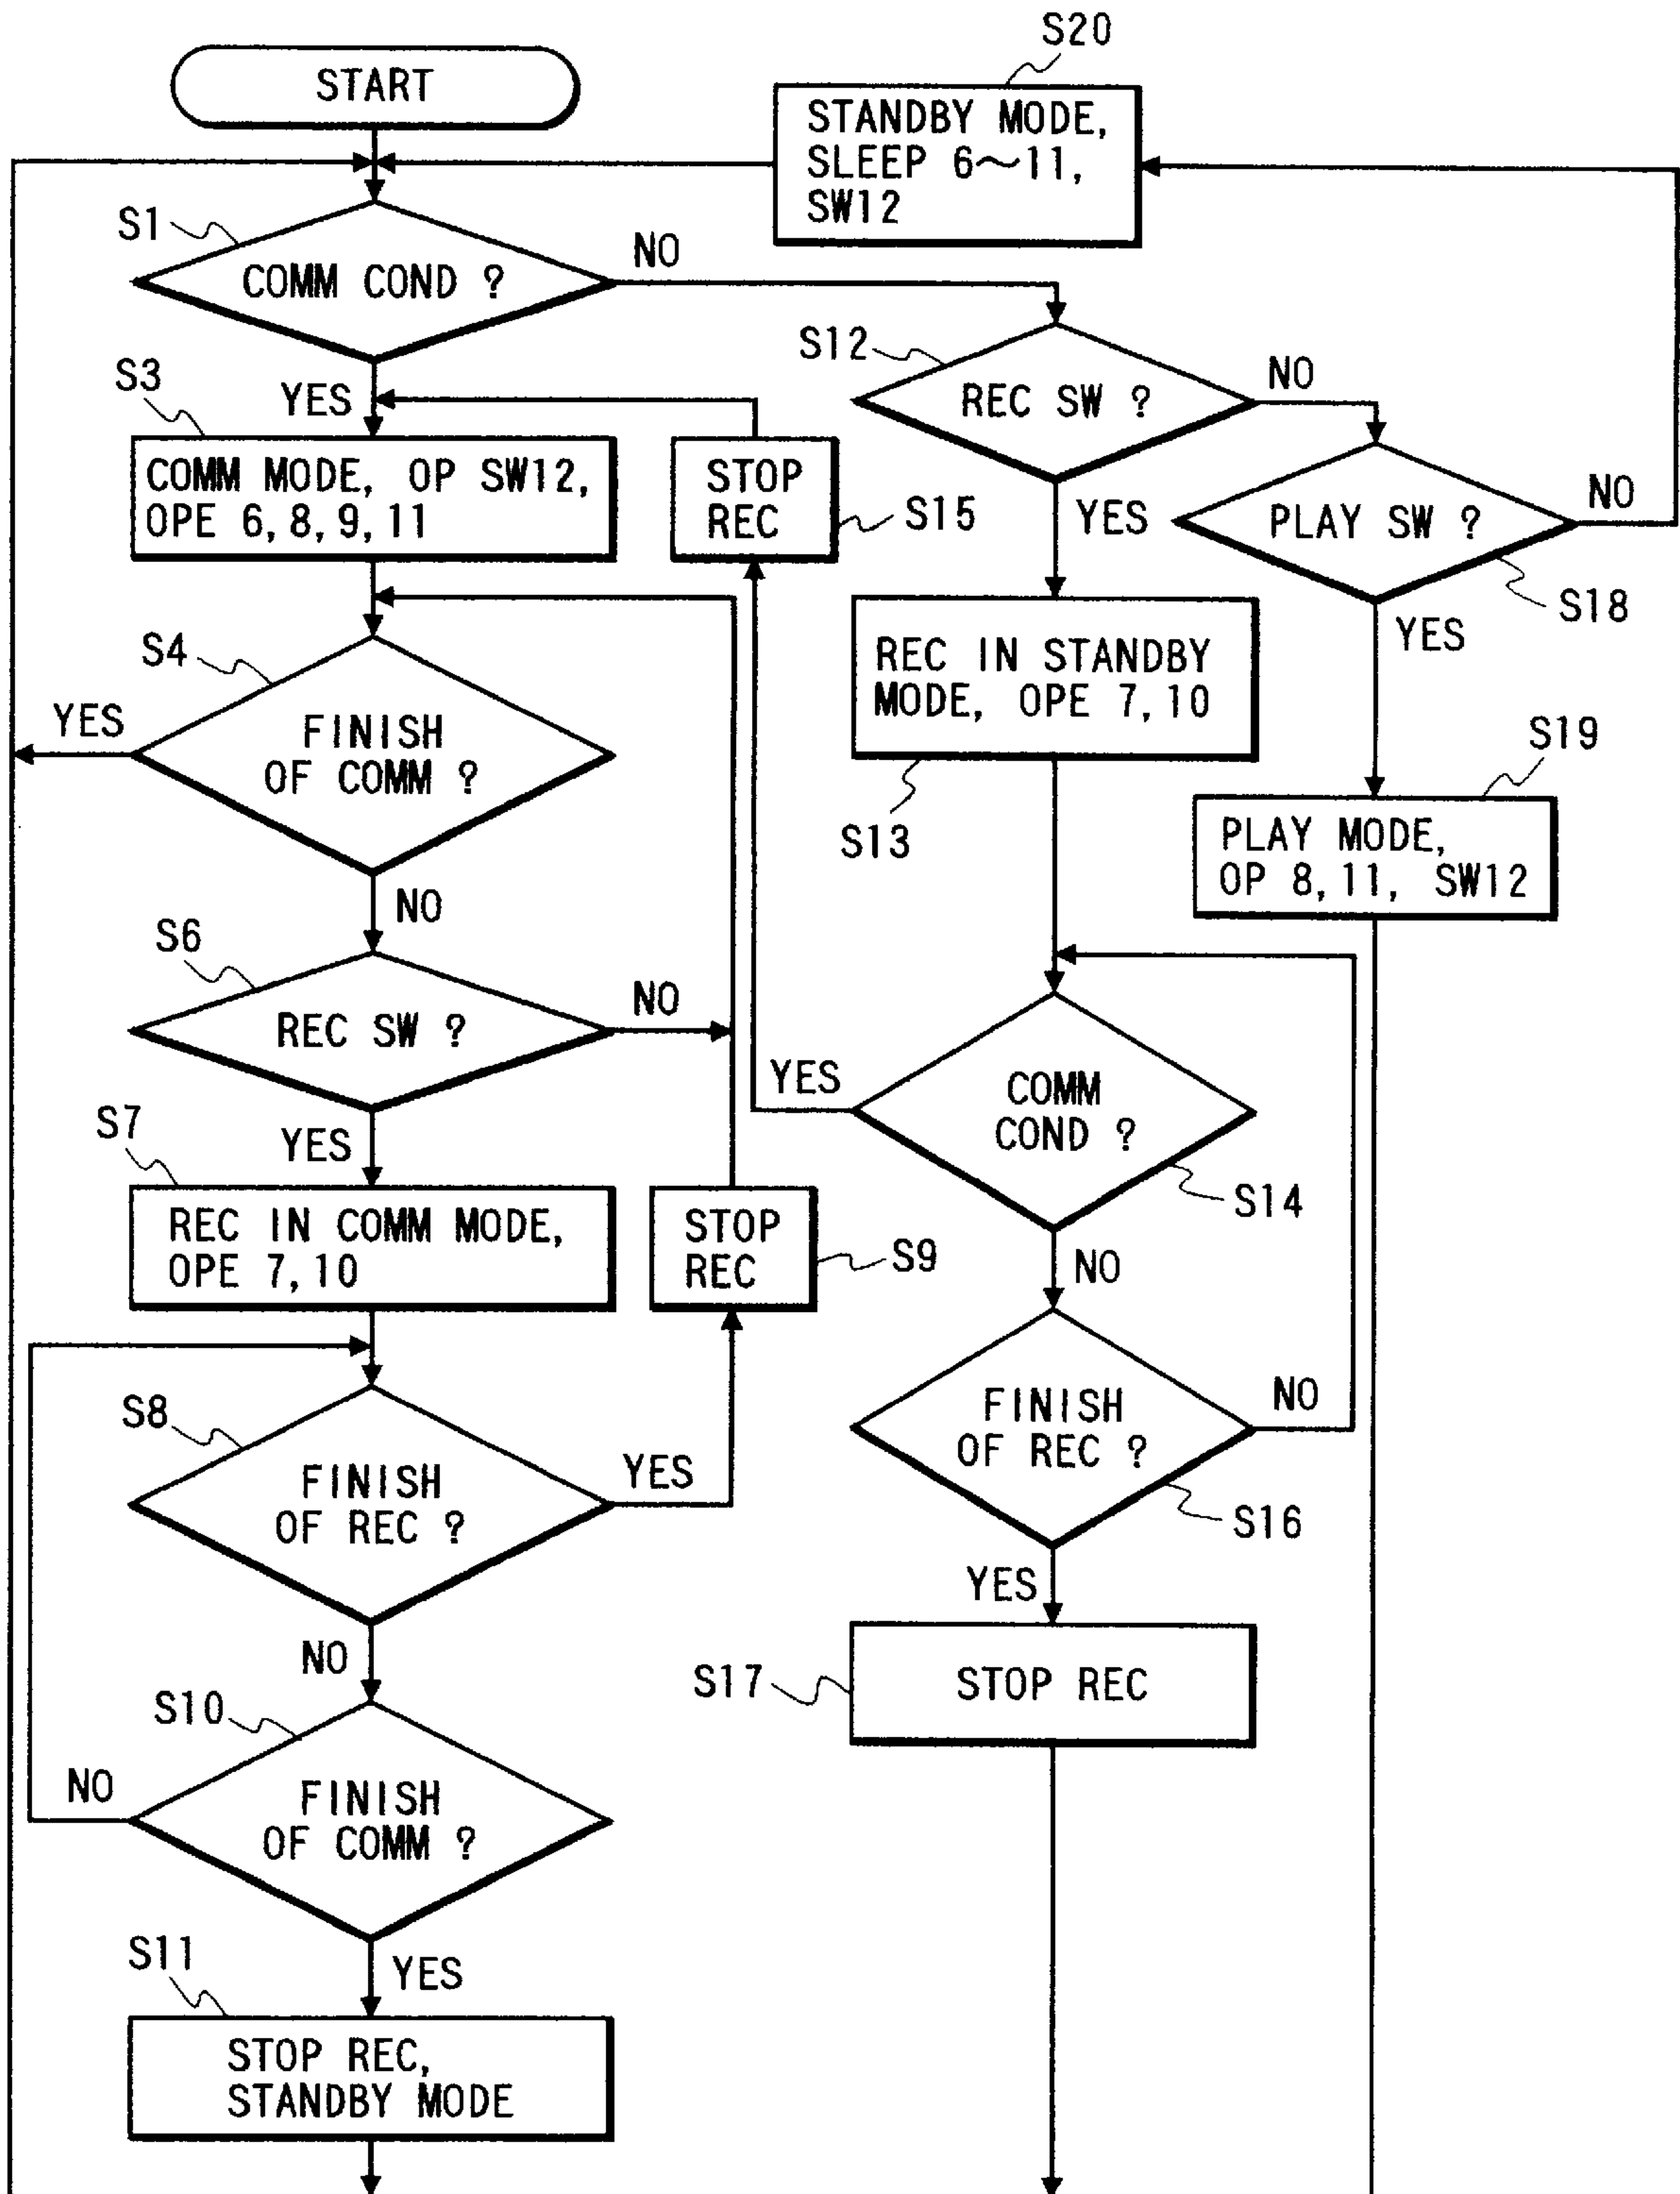 S20
START
STANDBY MODE,
SLEEP 6～11,
SW12
S1
COMM COND ?
NO
YES
S3
COMM MODE, OP SW12,
OPE 6, 8, 9, 11
STOP
REC
S15
S12
REC SW ?
NO
YES
PLAY SW ?
NO
S18
YES
S4
FINISH
OF COMM ?
YES
NO
REC IN STANDBY
MODE, OPE 7, 10
S13
S19
PLAY MODE,
OP 8, 11, SW12
S6
REC SW ?
NO
YES
S7
REC IN COMM MODE,
OPE 7, 10
STOP
REC
S9
YES
COMM
COND ?
S14
NO
S8
FINISH
OF REC ?
YES
NO
FINISH
OF REC ?
NO
S16
YES
S10
FINISH
OF COMM ?
NO
YES
S17
STOP REC
S11
STOP REC,
STANDBY MODE